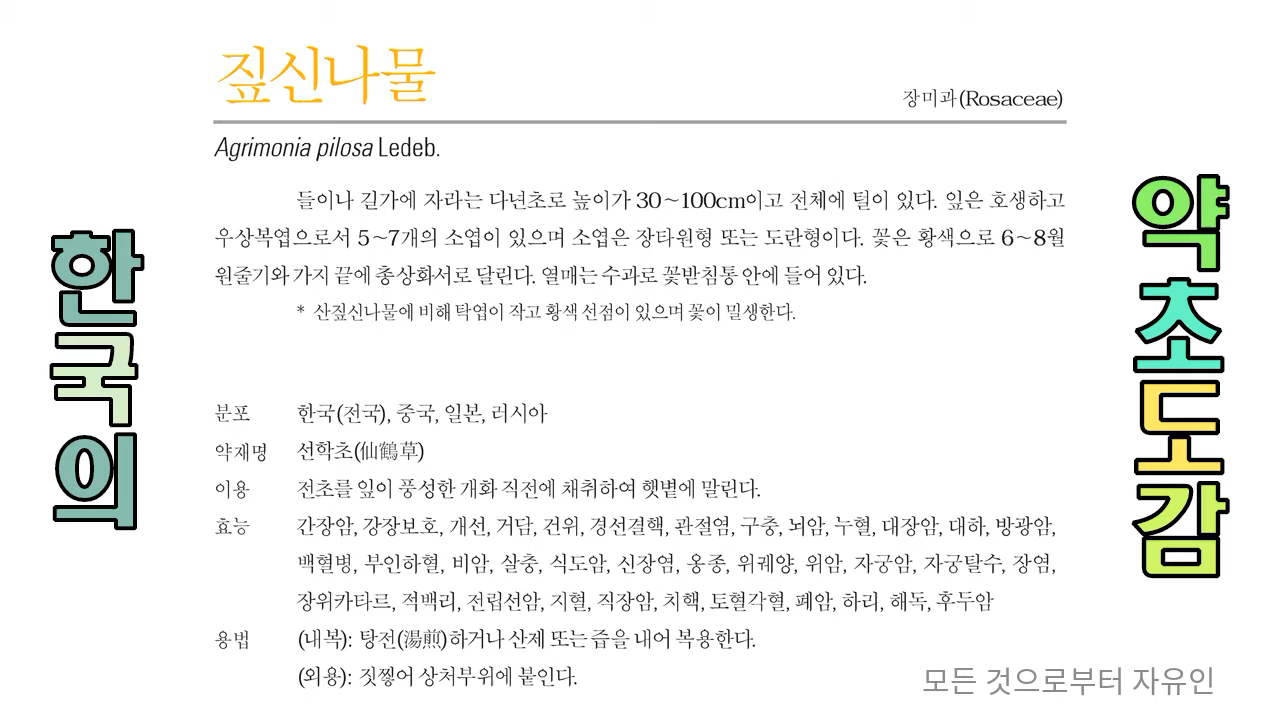 짚신나물
장미과(Rosaceae)
Agrimonia pilosa Ledeb.
들이나 길가에 자라는 다년초로 높이가 30~100cm이고 전체에 털이 있다. 잎은 호생하고
우상복엽으로서 5~7개의 소엽이 있으며 소엽은 장타원형 또는 도란형이다. 꽃은 황색으로 6~8월
원줄기와 가지 끝에 총상화서로 달린다. 열매는 수과로 꽃받침통 안에 들어 있다.
* 산짚신나물에 비해 탁엽이 작고 황색 선점이 있으며 꽃이 밀생한다.
분포 한국(전국), 중국, 일본, 러시아
약재명 선학초(仙鶴草)
이용 전초를 잎이 풍성한 개화 직전에 채취하여 햇볕에 말린다.
효능 간장암, 강장보호, 개선, 거담, 건위, 경선결핵, 관절염, 구충, 뇌암, 누혈, 대장암, 대하, 방광암,
백혈병, 부인하혈, 비암, 살충, 식도암, 신장염, 옹종, 위궤양, 위암, 자궁암, 자궁탈수, 장염,
장위카타르, 적백리, 전립선암, 지혈, 직장암, 치핵, 토혈각혈, 폐암, 하리, 해독, 후두암
용법 (내복): 탕전(湯煎)하거나 산제 또는 즙을 내어 복용한다.
(외용): 짓찧어 상처부위에 붙인다.
한국의
약초도감
모든 것으로부터 자유인